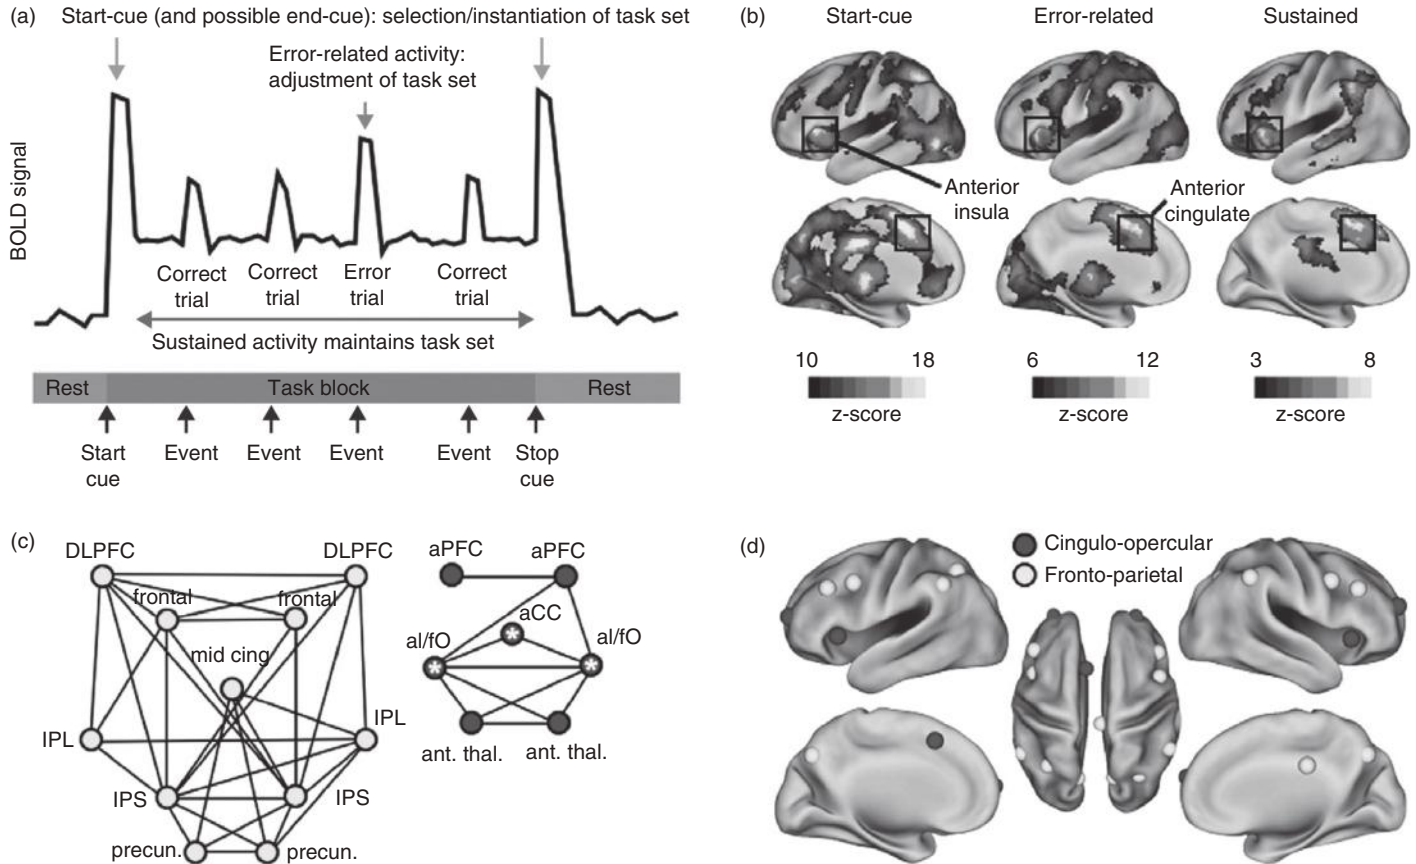 (a)
Start-cue (and possible end-cue): selection/instantiation of task set
Error-related activity:
adjustment of task set
BOLD signal
Correct
trial
Correct
trial
Error
trial
Correct
trial
Sustained activity maintains task set
Rest
Task block
Rest
Start
cue
Event
Event
Event
Event
Stop
cue
(b)
Start-cue
Error-related
Sustained
Anterior
insula
Anterior
cingulate
10
18
z-score
6
12
z-score
3
8
z-score
(c)
DLPFC
DLPFC
frontal
frontal
mid cing
IPL
IPL
IPS
IPS
precun.
precun.
aPFC
aPFC
aCC
al/fO
al/fO
*
*
*
ant. thal.
ant. thal.
(d)
Cingulo-opercular
Fronto-parietal